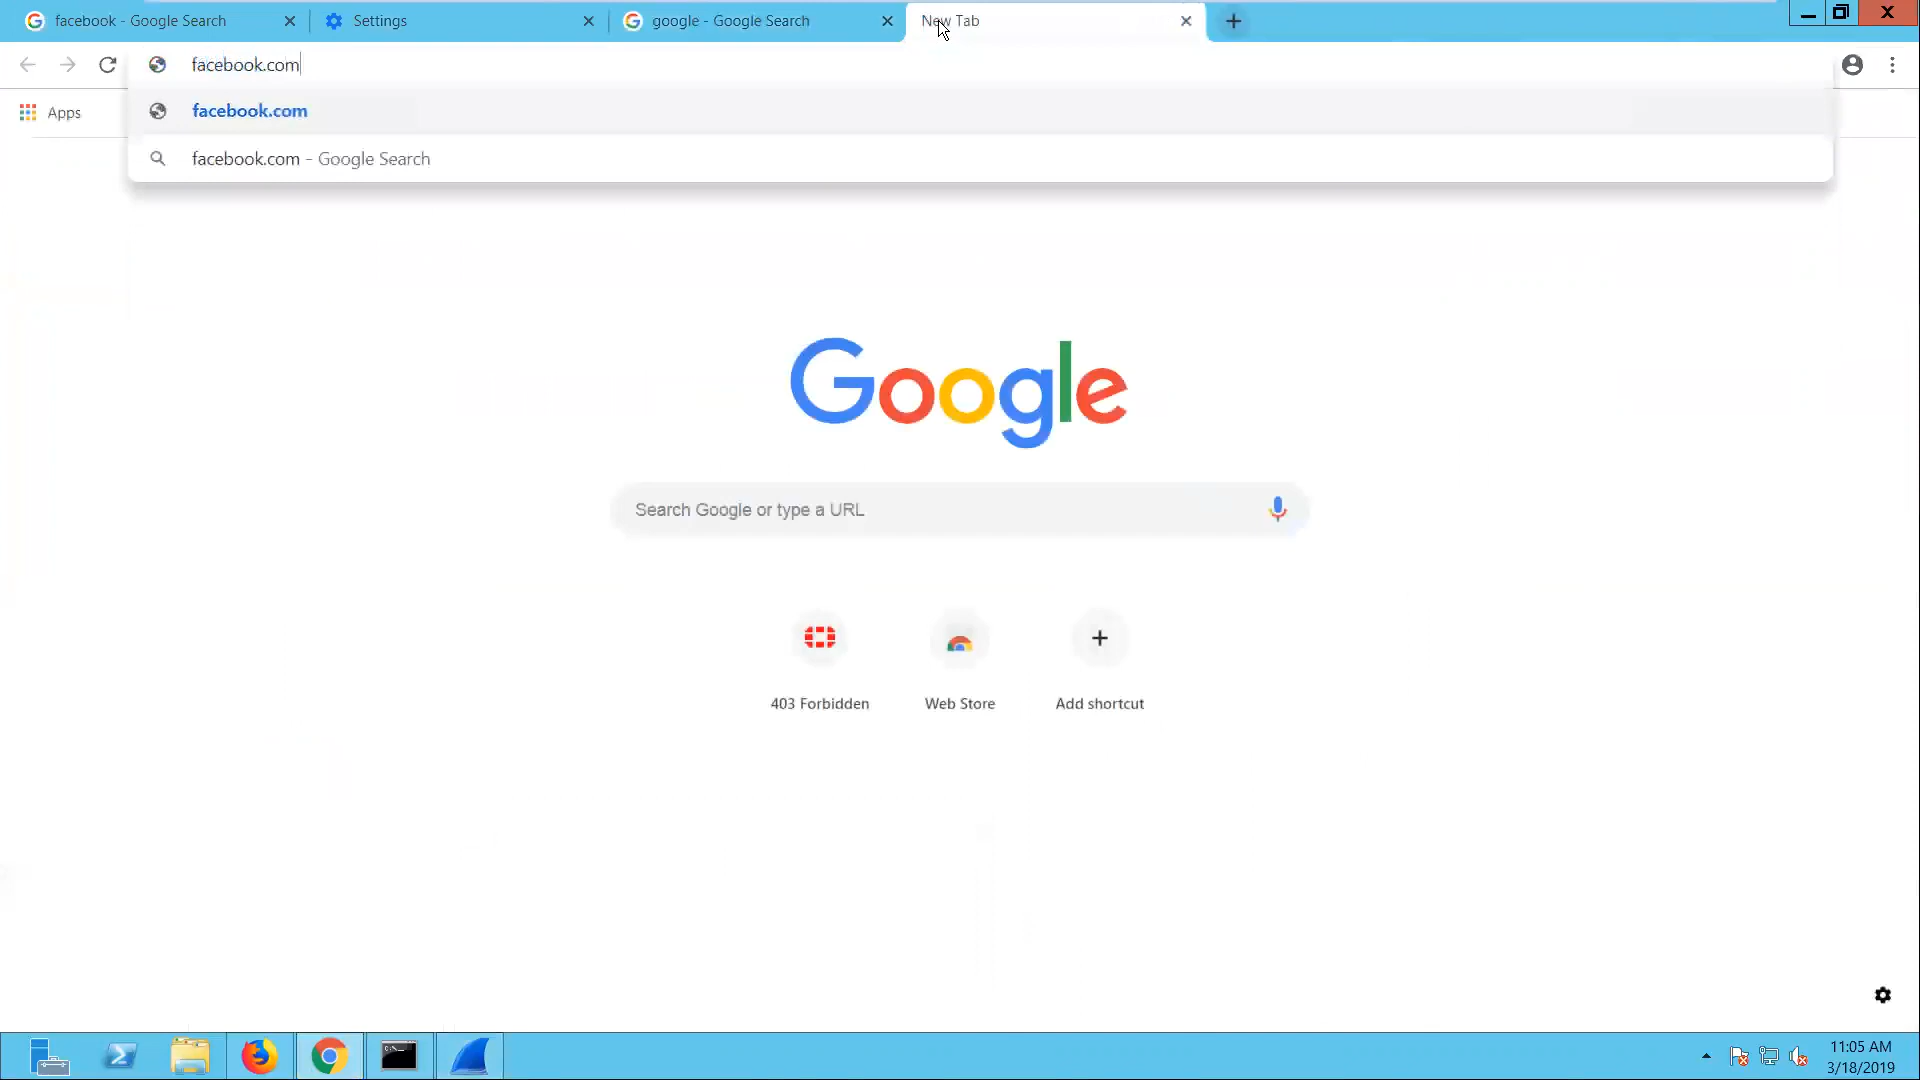 facebook - Google Search
Settings
google - Google Search
New Tab
facebook.com
Apps
facebook.com
facebook.com - Google Search
Google
Search Google or type a URL
403 Forbidden
Web Store
Add shortcut
11:05 AM
3/18/2019